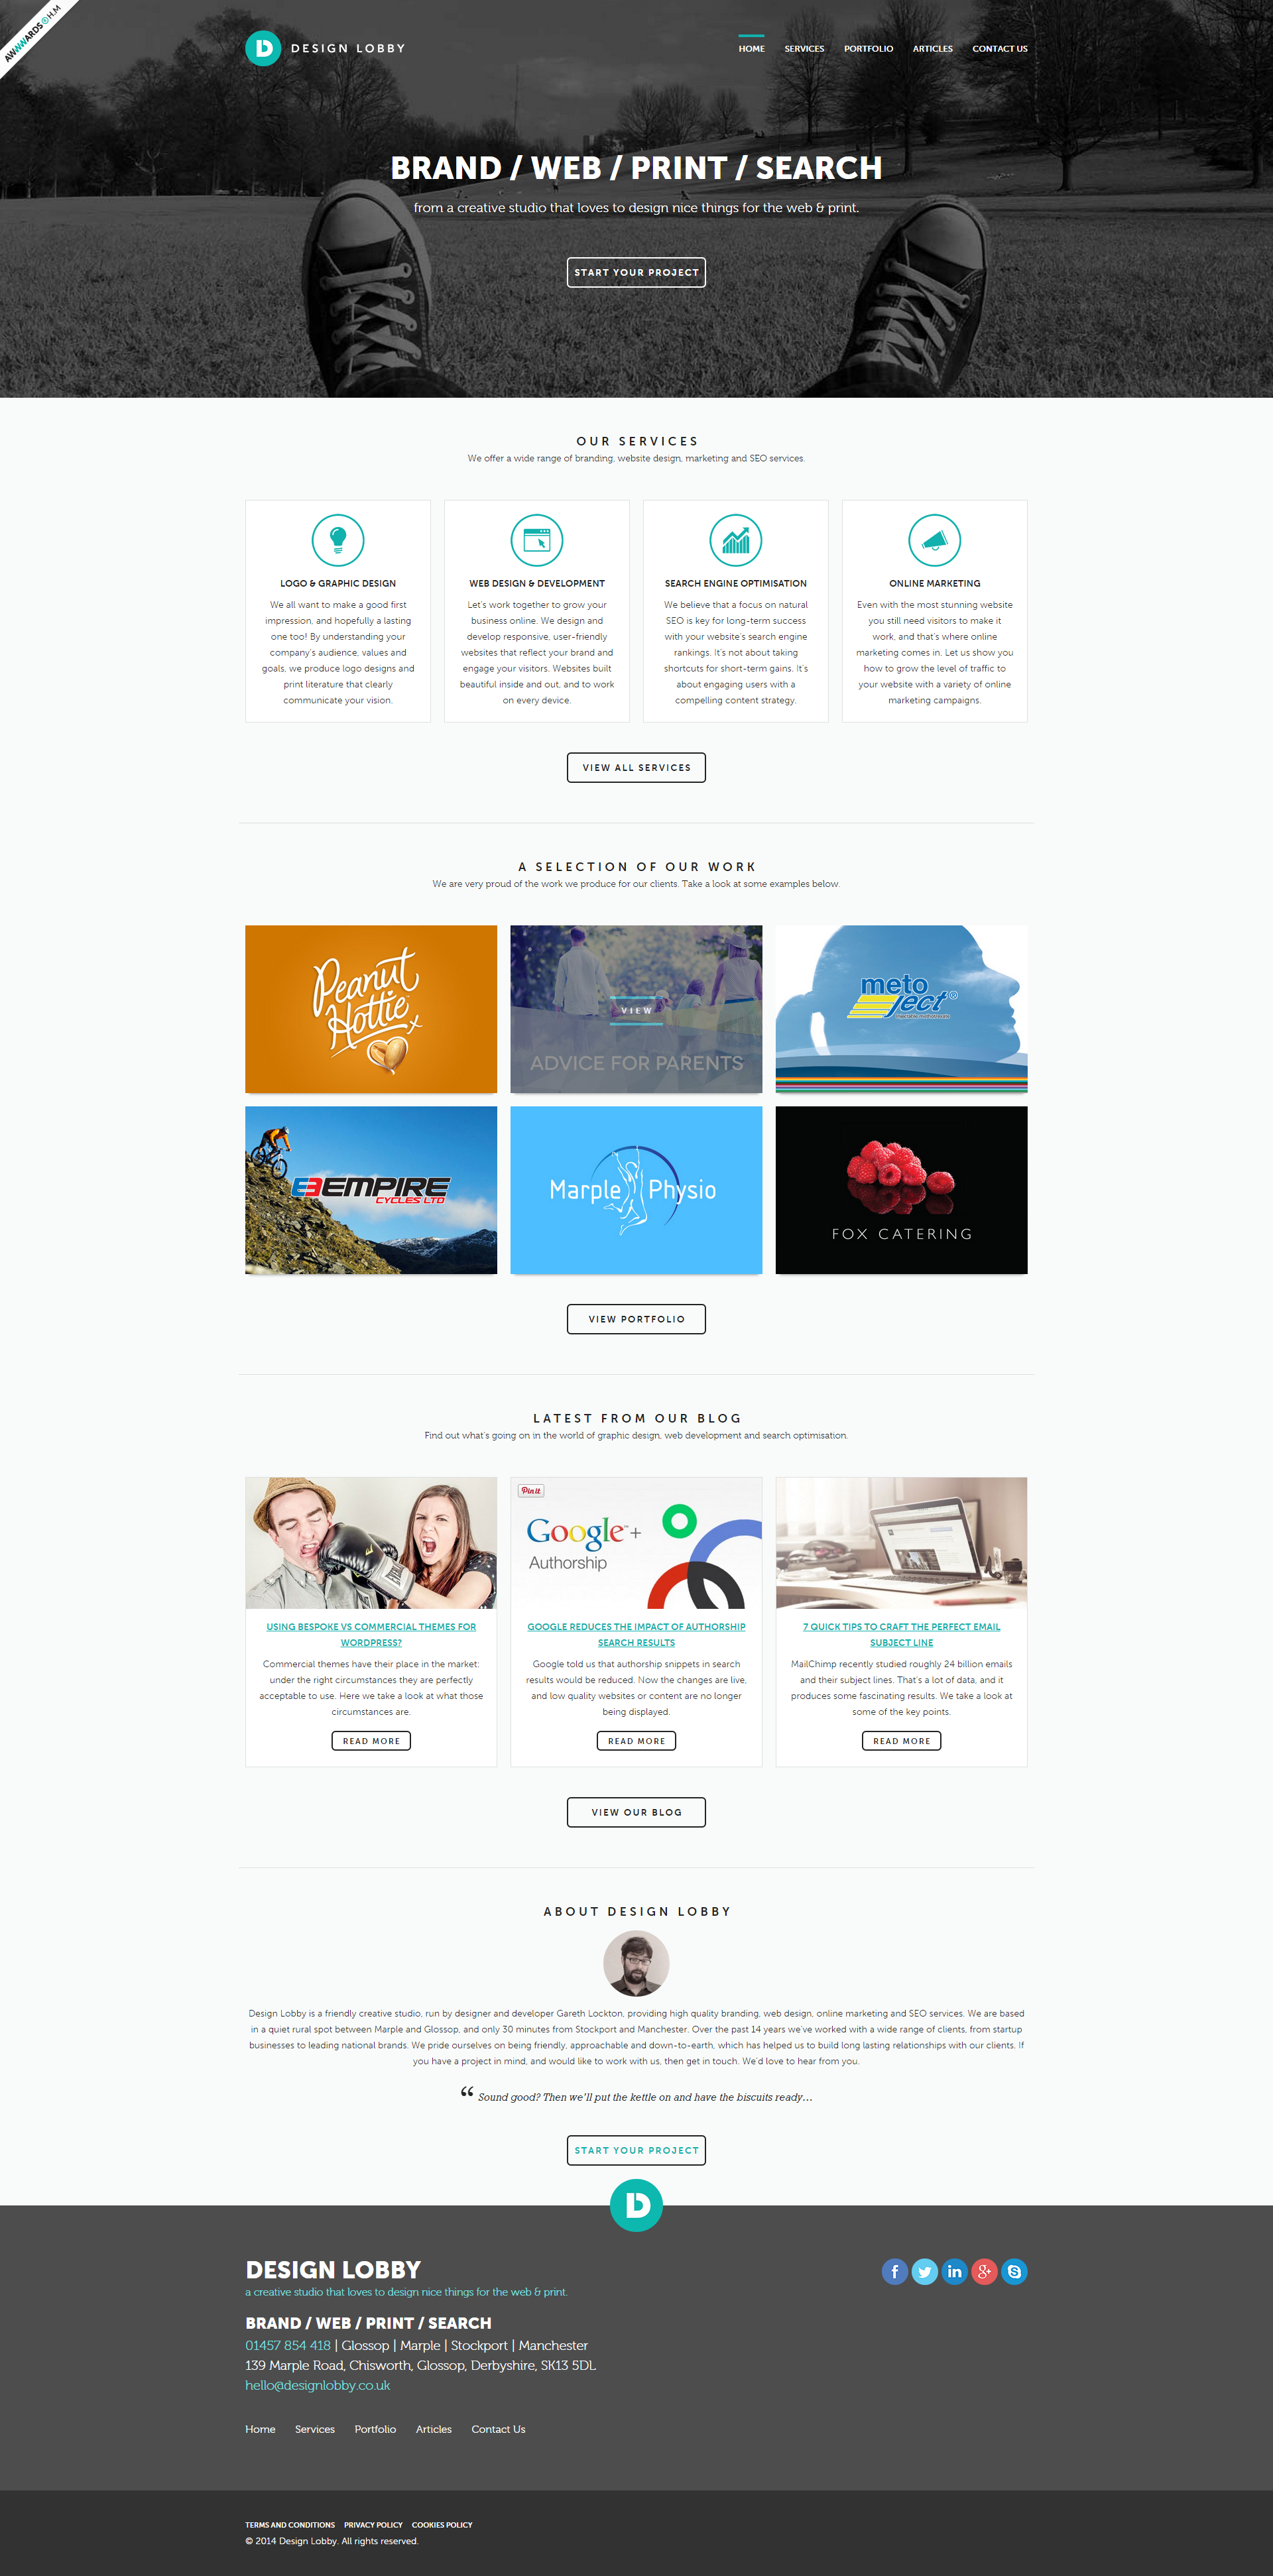 AWWWARDS H.M
DESIGN LOBBY
HOME SERVICES PORTFOLIO ARTICLES CONTACT US
BRAND / WEB / PRINT / SEARCH
from a creative studio that loves to design nice things for the web & print.
START YOUR PROJECT
OUR SERVICES
We offer a wide range of branding, website design, marketing and SEO services.
LOGO & GRAPHIC DESIGN
We all want to make a good first
impression, and hopefully a lasting
one too! By understanding your
company's audience, values and
goals, we produce logo designs and
print literature that clearly
communicate your vision.
WEB DESIGN & DEVELOPMENT
Let's work together to grow your
business online. We design and
develop responsive, user-friendly
websites that reflect your brand and
engage your visitors. Websites built
beautiful inside and out, and to work
on every device.
SEARCH ENGINE OPTIMISATION
We believe that a focus on natural
SEO is key for long-term success
with your website's search engine
rankings. It's not about taking
shortcuts for short-term gains. It's
about engaging users with a
compelling content strategy.
ONLINE MARKETING
Even with the most stunning website
you still need visitors to make it
work, and that's where online
marketing comes in. Let us show you
how to grow the level of traffic to
your website with a variety of online
marketing campaigns.
VIEW ALL SERVICES
A SELECTION OF OUR WORK
We are very proud of the work we produce for our clients. Take a look at some examples below.
Peanut
Hottie x
VIEW
ADVICE FOR PARENTS
meto
ject®
EMPIRE
CYCLES LTD
Marple Physio
FOX CATERING
VIEW PORTFOLIO
LATEST FROM OUR BLOG
Find out what's going on in the world of graphic design, web development and search optimisation.
EVERLAST
USING BESPOKE VS COMMERCIAL THEMES FOR
WORDPRESS?
Commercial themes have their place in the market;
under the right circumstances they are perfectly
acceptable to use. Here we take a look at what those
circumstances are.
READ MORE
Pin it
Google™+
Authorship
GOOGLE REDUCES THE IMPACT OF AUTHORSHIP
SEARCH RESULTS
Google told us that authorship snippets in search
results would be reduced. Now the changes are live,
and low quality websites or content are no longer
being displayed.
READ MORE
7 QUICK TIPS TO CRAFT THE PERFECT EMAIL
SUBJECT LINE
MailChimp recently studied roughly 24 billion emails
and their subject lines. That's a lot of data, and it
produces some fascinating results. We take a look at
some of the key points.
READ MORE
VIEW OUR BLOG
ABOUT DESIGN LOBBY
Design Lobby is a friendly creative studio, run by designer and developer Gareth Lockton, providing high quality branding, web design, online marketing and SEO services. We are based
in a quiet rural spot between Marple and Glossop, and only 30 minutes from Stockport and Manchester. Over the past 14 years we've worked with a wide range of clients, from startup
businesses to leading national brands. We pride ourselves on being friendly, approachable and down-to-earth, which has helped us to build long lasting relationships with our clients. If
you have a project in mind, and would like to work with us, then get in touch. We'd love to hear from you.
“ Sound good? Then we'll put the kettle on and have the biscuits ready...
START YOUR PROJECT
DESIGN LOBBY
a creative studio that loves to design nice things for the web & print.
BRAND / WEB / PRINT / SEARCH
01457 854 418 | Glossop | Marple | Stockport | Manchester
139 Marple Road, Chisworth, Glossop, Derbyshire, SK13 5DL
hello@designlobby.co.uk
Home Services Portfolio Articles Contact Us
TERMS AND CONDITIONS PRIVACY POLICY COOKIES POLICY
© 2014 Design Lobby. All rights reserved.